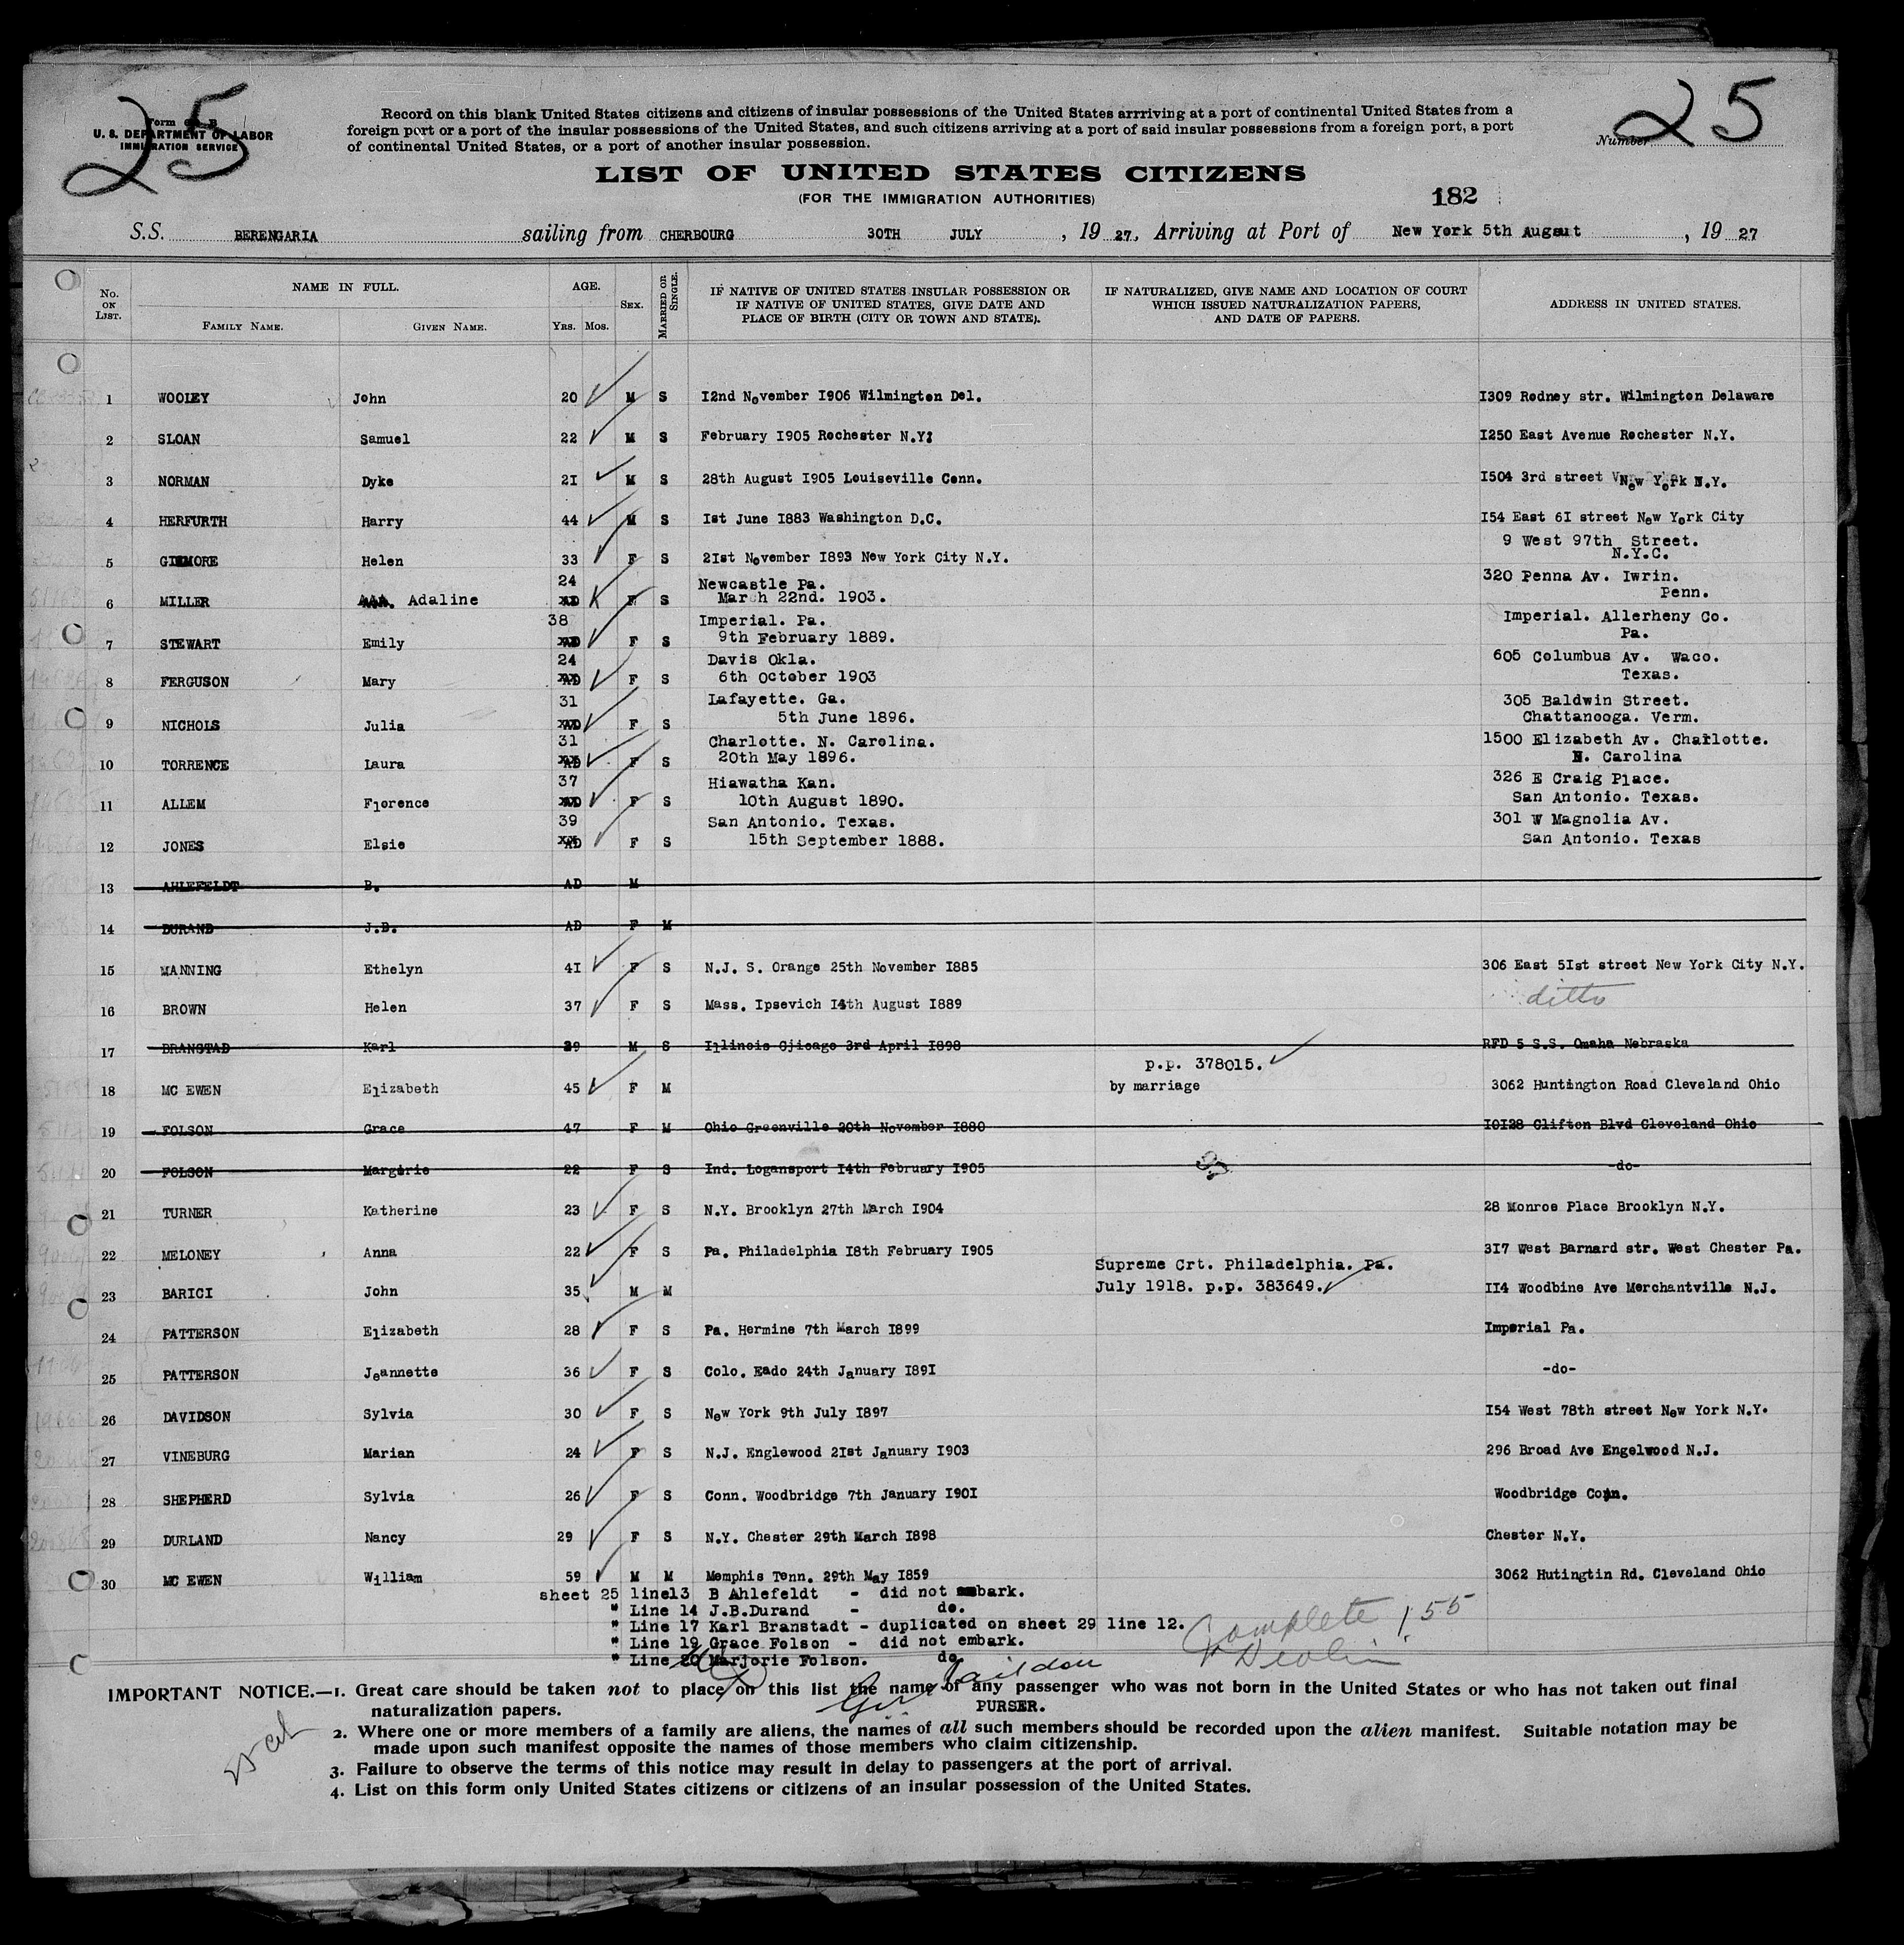 25
25
Form
U. S. DEPARTMENT OF LABOR
IMMIGRATION SERVICE
Record on this blank United States citizens and citizens of insular possessions of the United States arrriving at a port of continental United States from a
foreign port or a port of the insular possessions of the United States, and such citizens arriving at a port of said insular possessions from a foreign port, a port
of continental United States, or a port of another insular possession.
Number
LIST OF UNITED STATES CITIZENS
(FOR THE IMMIGRATION AUTHORITIES)
182
S.S. BERENGARIA sailing from CHERBOURG 30TH JULY , 19 27, Arriving at Port of New York 5th August , 19 27
No. ON LIST. NAME IN FULL. FAMILY NAME. GIVEN NAME. AGE. YRS. MOS. SEX. MARRIED OR SINGLE. IF NATIVE OF UNITED STATES INSULAR POSSESSION OR IF NATIVE OF UNITED STATES, GIVE DATE AND PLACE OF BIRTH (CITY OR TOWN AND STATE). IF NATURALIZED, GIVE NAME AND LOCATION OF COURT WHICH ISSUED NATURALIZATION PAPERS, AND DATE OF PAPERS. ADDRESS IN UNITED STATES.
1 WOOLEY John 20 M S I2nd November I906 Wilmington Del. I309 Rodney str. Wilmington Delaware
2 SLOAN Samuel 22 M S February I905 Rochester N.Y: I250 East Avenue Rochester N.Y.
3 NORMAN Dyke 2I M S 28th August I905 Louiseville Conn. I504 3rd street New York N.Y.
4 HERFURTH Harry 44 M S Ist June I883 Washington D.C. I54 East 6I street New York City
5 GILMORE Helen 33 F S 2Ist November I893 New York City N.Y. 9 West 97th Street.
N.Y.C.
24 Newcastle Pa. 320 Penna Av. Iwrin.
6 MILLER Adaline AD F S March 22nd. 1903. Penn.
38 Imperial. Pa. Imperial. Allerheny Co.
7 STEWART Emily AD F S 9th February 1889. Pa.
24 Davis Okla. 605 Columbus Av. Waco.
8 FERGUSON Mary AD F S 6th October 1903 Texas.
31 Lafayette. Ga. 305 Baldwin Street.
9 NICHOLS Julia AD F S 5th June 1896. Chattanooga. Verm.
31 Charlotte. N. Carolina. 1500 Elizabeth Av. Charlotte.
10 TORRENCE Laura AD F S 20th May 1896. N. Carolina
37 Hiawatha Kan. 326 E Craig Place.
11 ALLEM Florence AD F S 10th August 1890. San Antonio. Texas.
39 San Antonio. Texas. 301 W Magnolia Av.
12 JONES Elsie AD F S 15th September 1888. San Antonio. Texas
13 AHLEFELDT B. AD M
14 DURAND J.B. AD F M
15 MANNING Ethelyn 4I F S N.J. S. Orange 25th November I885 306 East 5Ist street New York City N.Y.
16 BROWN Helen 37 F S Mass. Ipsevich I4th August I889 ditto
17 BRANSTAD Karl 29 M S Illinois Cjicago 3rd April I898 RFD 5 S.S. Omaha Nebraska
p.p. 378015.
18 MC EWEN Elizabeth 45 F M by marriage 3062 Huntington Road Cleveland Ohio
19 FOLSON Grace 47 F M Ohio Greenville 20th November I880 I0I28 Clifton Blvd Cleveland Ohio
20 FOLSON Margerie 22 F S Ind. Logansport I4th February I905 -do-
21 TURNER Katherine 23 F S N.Y. Brooklyn 27th March I904 28 Monroe Place Brooklyn N.Y.
22 MELONEY Anna 22 F S Pa. Philadelphia I8th February I905 3I7 West Barnard str. West Chester Pa.
Supreme Crt. Philadelphia. Pa.
23 BARICI John 35 M M July 1918. p.p. 383649. II4 Woodbine Ave Merchantville N.J.
24 PATTERSON Elizabeth 28 F S Pa. Hermine 7th March I899 Imperial Pa.
25 PATTERSON Jeannette 36 F S Colo. Eado 24th January I89I -do-
26 DAVIDSON Sylvia 30 F S New York 9th July I897 I54 West 78th street New York N.Y.
27 VINEBURG Marian 24 F S N.J. Englewood 2Ist January I903 296 Broad Ave Engelwood N.J.
28 SHEPHERD Sylvia 26 F S Conn. Woodbridge 7th January I90I Woodbridge Conn.
29 DURLAND Nancy 29 F S N.Y. Chester 29th March I898 Chester N.Y.
30 MC EWEN William 59 M M Memphis Tenn. 29th May I859 3062 Hutingtin Rd. Cleveland Ohio
sheet 25 line13 B Ahlefeldt - did not embark.
" Line 14 J.B.Durand - do.
" Line 17 Karl Branstadt - duplicated on sheet 29 line 12.
" Line 19 Grace Folson - did not embark.
" Line 20 Marjorie Folson. do
Complete 155
PURSER.
IMPORTANT NOTICE.—1. Great care should be taken not to place on this list the name of any passenger who was not born in the United States or who has not taken out final
naturalization papers.
2. Where one or more members of a family are aliens, the names of all such members should be recorded upon the alien manifest. Suitable notation may be
made upon such manifest opposite the names of those members who claim citizenship.
3. Failure to observe the terms of this notice may result in delay to passengers at the port of arrival.
4. List on this form only United States citizens or citizens of an insular possession of the United States.